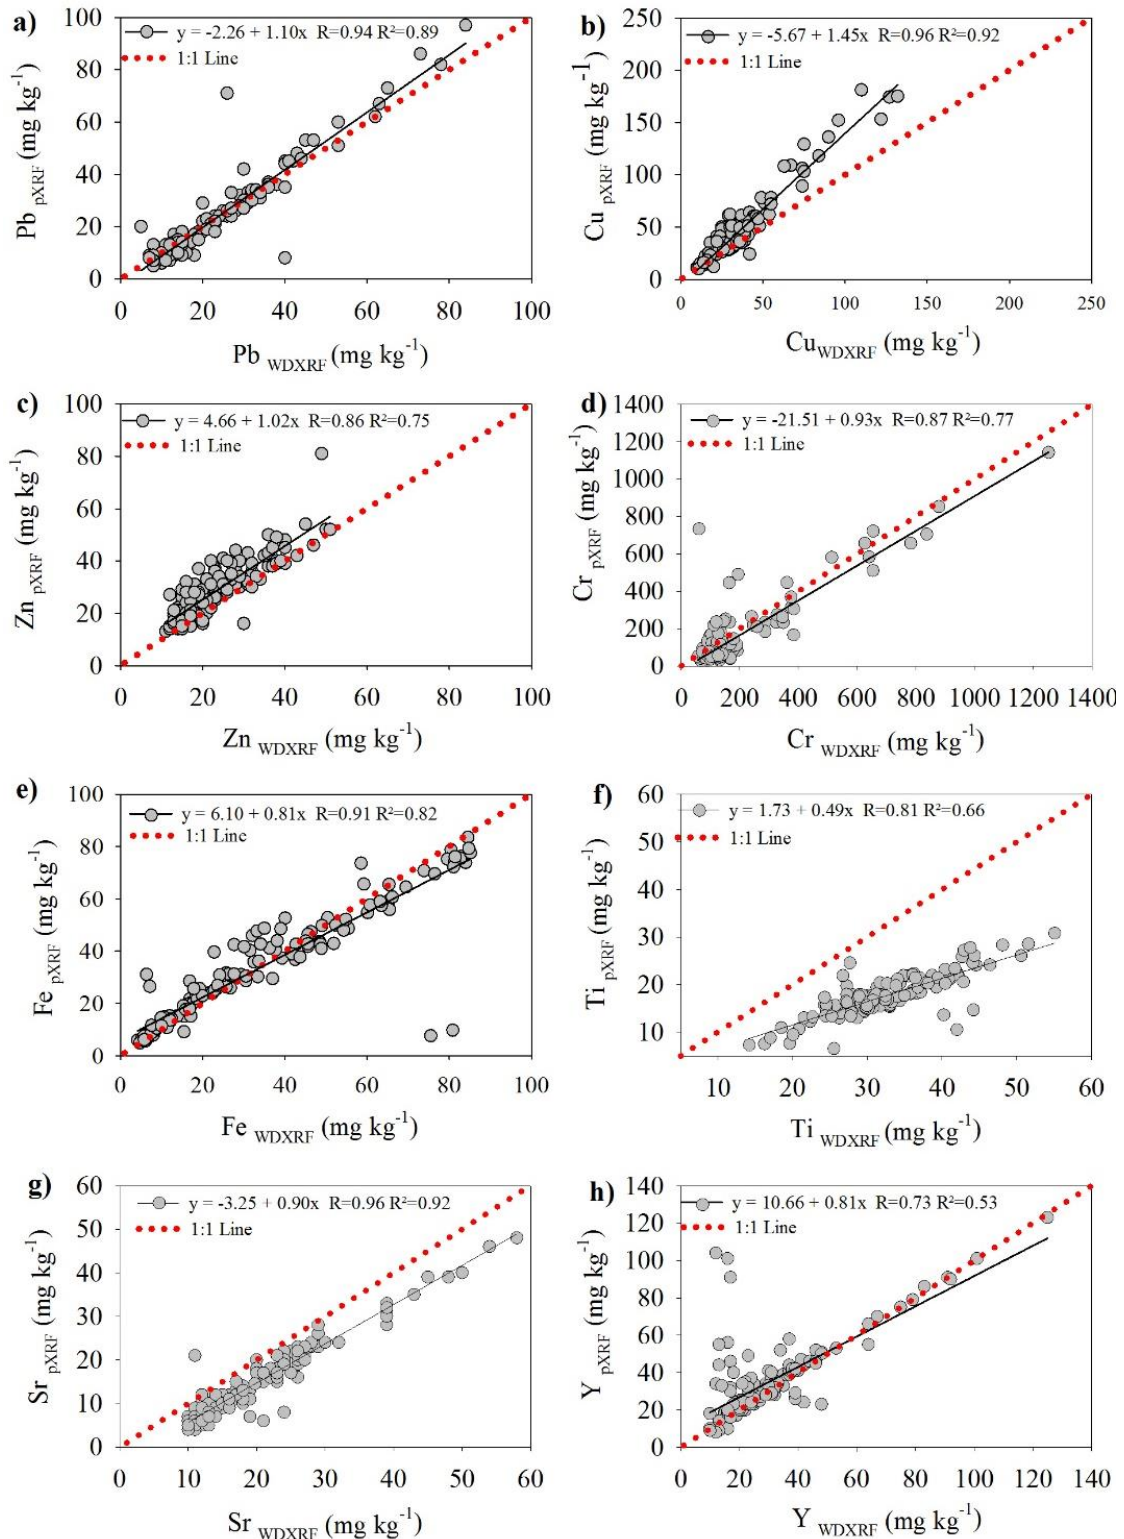 a)
y = -2.26 + 1.10x R=0.94 R²=0.89
1:1 Line
100
80
60
40
20
0
Pb pXRF (mg kg-1)
0 20 40 60 80 100
Pb WDXRF (mg kg-1)
b)
y = -5.67 + 1.45x R=0.96 R²=0.92
1:1 Line
250
200
150
100
50
0
Cu pXRF (mg kg-1)
0 50 100 150 200 250
CuWDXRF (mg kg-1)
c)
y = 4.66 + 1.02x R=0.86 R²=0.75
1:1 Line
100
80
60
40
20
0
Zn pXRF (mg kg-1)
0 20 40 60 80 100
Zn WDXRF (mg kg-1)
d)
y = -21.51 + 0.93x R=0.87 R²=0.77
1:1 Line
1400
1200
1000
800
600
400
200
0
Cr pXRF (mg kg-1)
0 200 400 600 800 1000 1200 1400
Cr WDXRF (mg kg-1)
e)
y = 6.10 + 0.81x R=0.91 R²=0.82
1:1 Line
100
80
60
40
20
0
Fe pXRF (mg kg-1)
0 20 40 60 80 100
Fe WDXRF (mg kg-1)
f)
y = 1.73 + 0.49x R=0.81 R²=0.66
1:1 Line
60
50
40
30
20
10
Ti pXRF (mg kg-1)
10 20 30 40 50 60
Ti WDXRF (mg kg-1)
g)
y = -3.25 + 0.90x R=0.96 R²=0.92
1:1 Line
60
50
40
30
20
10
0
Sr pXRF (mg kg-1)
0 10 20 30 40 50 60
Sr WDXRF (mg kg-1)
h)
y = 10.66 + 0.81x R=0.73 R²=0.53
1:1 Line
140
120
100
80
60
40
20
0
Y pXRF (mg kg-1)
0 20 40 60 80 100 120 140
Y WDXRF (mg kg-1)